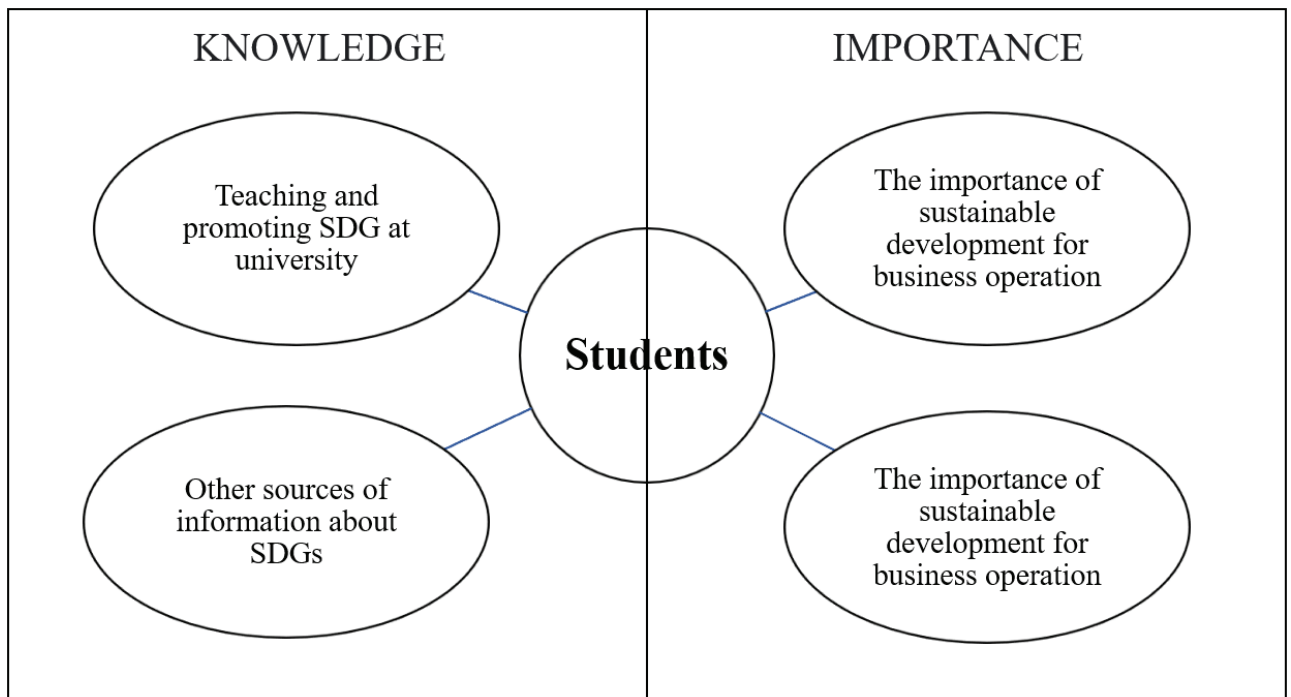 KNOWLEDGE
Teaching and
promoting SDG at
university
Other sources of
information about
SDGs
Students
IMPORTANCE
The importance of
sustainable
development for
business operation
The importance of
sustainable
development for
business operation